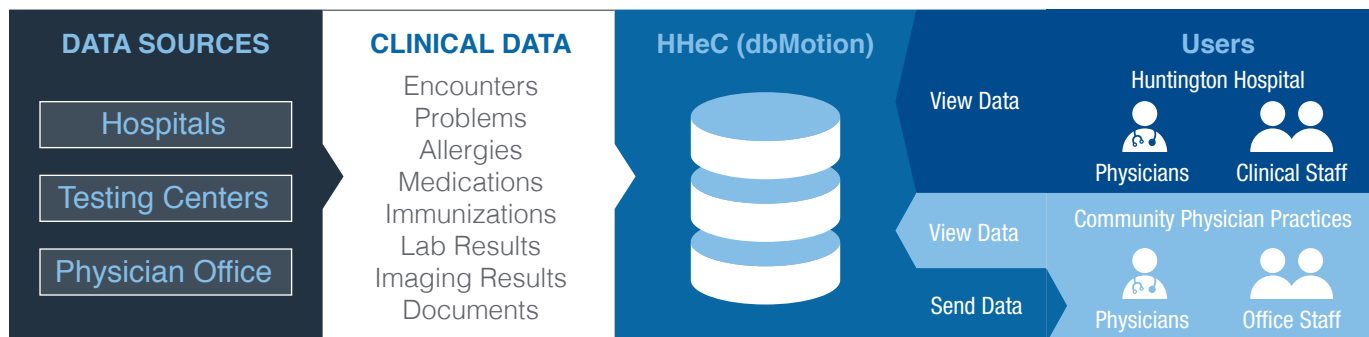 DATA SOURCES
Hospitals
Testing Centers
Physician Office
CLINICAL DATA
Encounters
Problems
Allergies
Medications
Immunizations
Lab Results
Imaging Results
Documents
HHeC (dbMotion)
View Data
View Data
Send Data
Users
Huntington Hospital
Physicians
Clinical Staff
Community Physician Practices
Physicians
Office Staff